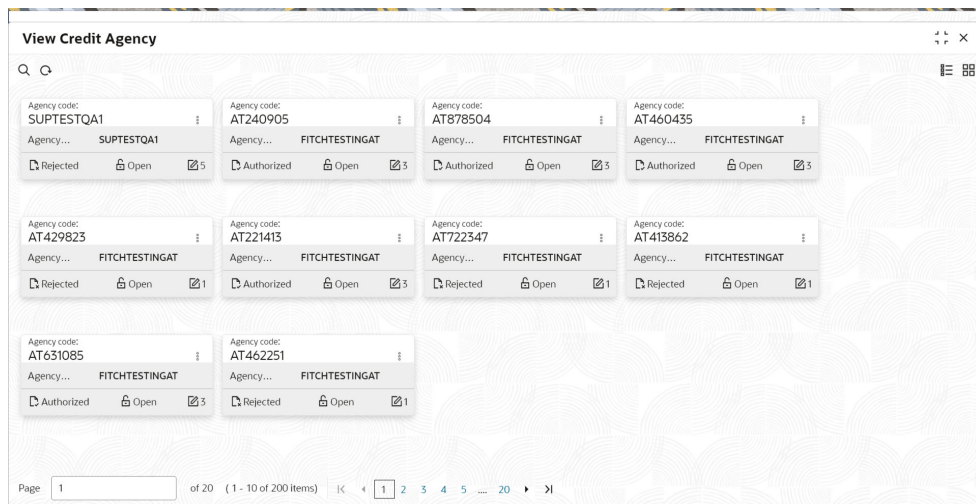 View Credit Agency
Agency code:
SUPTESTQA1
Agency... SUPTESTQA1
Rejected Open 5
Agency code:
AT240905
Agency... FITCHTESTINGAT
Authorized Open 3
Agency code:
AT878504
Agency... FITCHTESTINGAT
Authorized Open 3
Agency code:
AT460435
Agency... FITCHTESTINGAT
Authorized Open 3
Agency code:
AT429823
Agency... FITCHTESTINGAT
Rejected Open 1
Agency code:
AT221413
Agency... FITCHTESTINGAT
Authorized Open 3
Agency code:
AT722347
Agency... FITCHTESTINGAT
Rejected Open 1
Agency code:
AT413862
Agency... FITCHTESTINGAT
Rejected Open 1
Agency code:
AT631085
Agency... FITCHTESTINGAT
Authorized Open 3
Agency code:
AT462251
Agency... FITCHTESTINGAT
Rejected Open 1
Page 1 of 20 (1 - 10 of 200 items) 1 2 3 4 5 .... 20